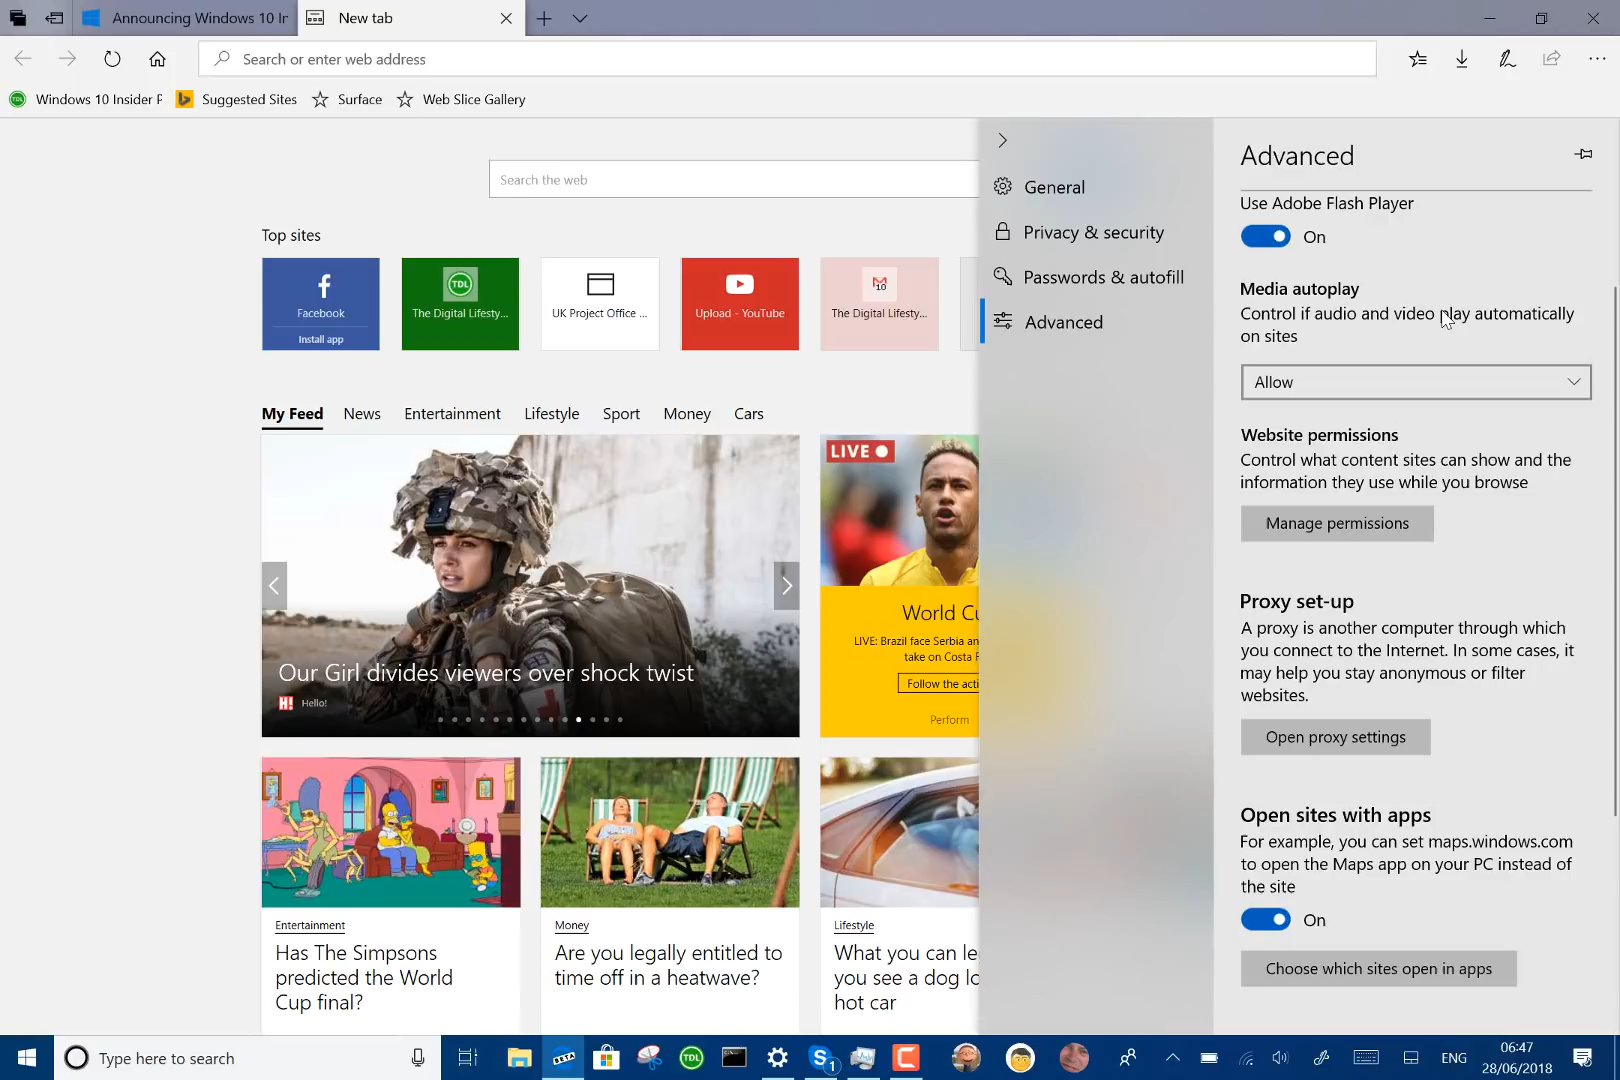 Announcing Windows 10 In
New tab
Search or enter web address
Windows 10 Insider P
Suggested Sites
Surface
Web Slice Gallery
Search the web
Top sites
Facebook
Install app
TDL
The Digital Lifesty...
UK Project Office ...
Upload - YouTube
10
The Digital Lifesty...
My Feed
News
Entertainment
Lifestyle
Sport
Money
Cars
Our Girl divides viewers over shock twist
H!
Hello!
LIVE
World Cu
LIVE: Brazil face Serbia an
take on Costa R
Follow the acti
Perform
Entertainment
Has The Simpsons
predicted the World
Cup final?
Money
Are you legally entitled to
time off in a heatwave?
Lifestyle
What you can le
you see a dog lo
hot car
General
Privacy & security
Passwords & autofill
Advanced
Advanced
Use Adobe Flash Player
On
Media autoplay
Control if audio and video play automatically
on sites
Allow
Website permissions
Control what content sites can show and the
information they use while you browse
Manage permissions
Proxy set-up
A proxy is another computer through which
you connect to the Internet. In some cases, it
may help you stay anonymous or filter
websites.
Open proxy settings
Open sites with apps
For example, you can set maps.windows.com
to open the Maps app on your PC instead of
the site
On
Choose which sites open in apps
Type here to search
BETA
TDL
1
ENG
06:47
28/06/2018